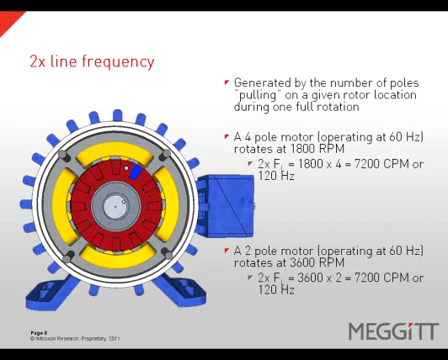 2x line frequency
Generated by the number of poles
"pulling" on a given rotor location
during one full rotation
A 4 pole motor (operating at 60 Hz)
rotates at 1800 RPM
2x F = 1800 x 4 = 7200 CPM or
120 Hz
A 2 pole motor (operating at 60 Hz)
rotates at 3600 RPM
2x F = 3600 x 2 = 7200 CPM or
120 Hz
Page 8
© Wilcoxon Research. Proprietary. 2011
MEGGITT